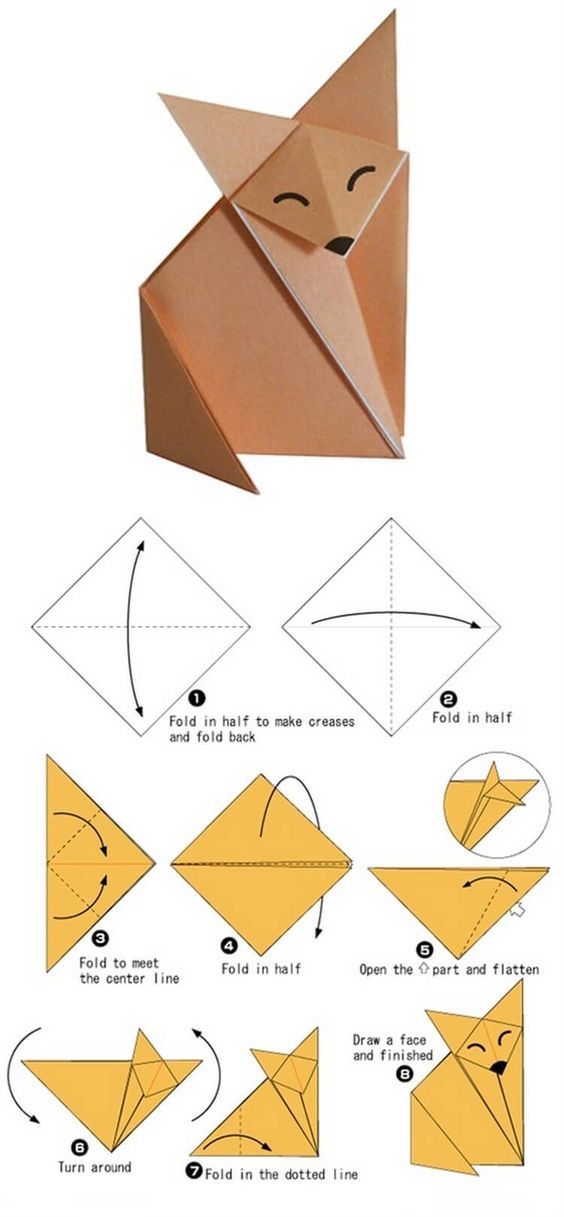 1
Fold in half to make creases
and fold back
2
Fold in half
3
Fold to meet
the center line
4
Fold in half
5
Open the ⇧ part and flatten
6
Turn around
7 Fold in the dotted line
Draw a face
and finished
8